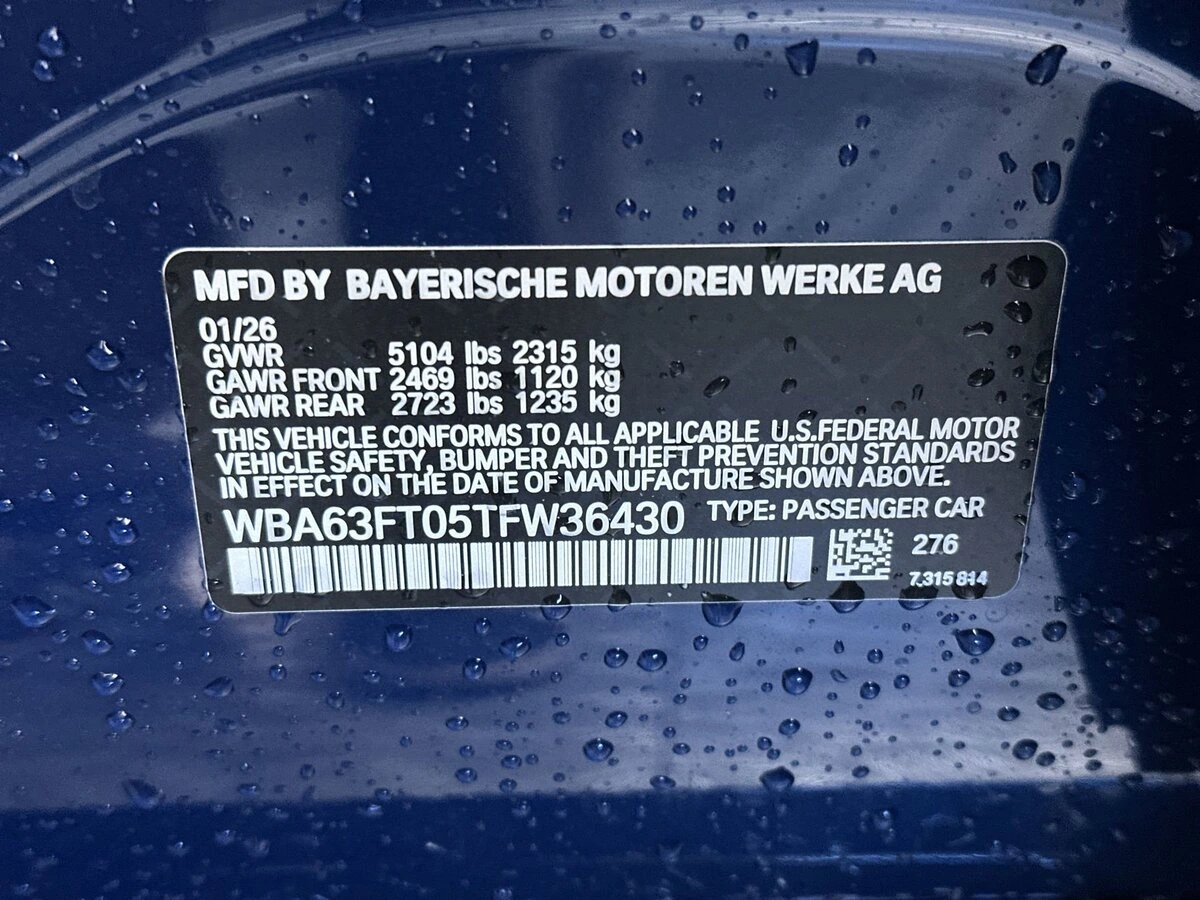 MFD BY BAYERISCHE MOTOREN WERKE AG
01/26
GVWR 5104 lbs 2315 kg
GAWR FRONT 2469 lbs 1120 kg
GAWR REAR 2723 lbs 1235 kg
THIS VEHICLE CONFORMS TO ALL APPLICABLE U.S.FEDERAL MOTOR
VEHICLE SAFETY, BUMPER AND THEFT PREVENTION STANDARDS
IN EFFECT ON THE DATE OF MANUFACTURE SHOWN ABOVE.
WBA63FT05TFW36430 TYPE: PASSENGER CAR
276
7.315 814